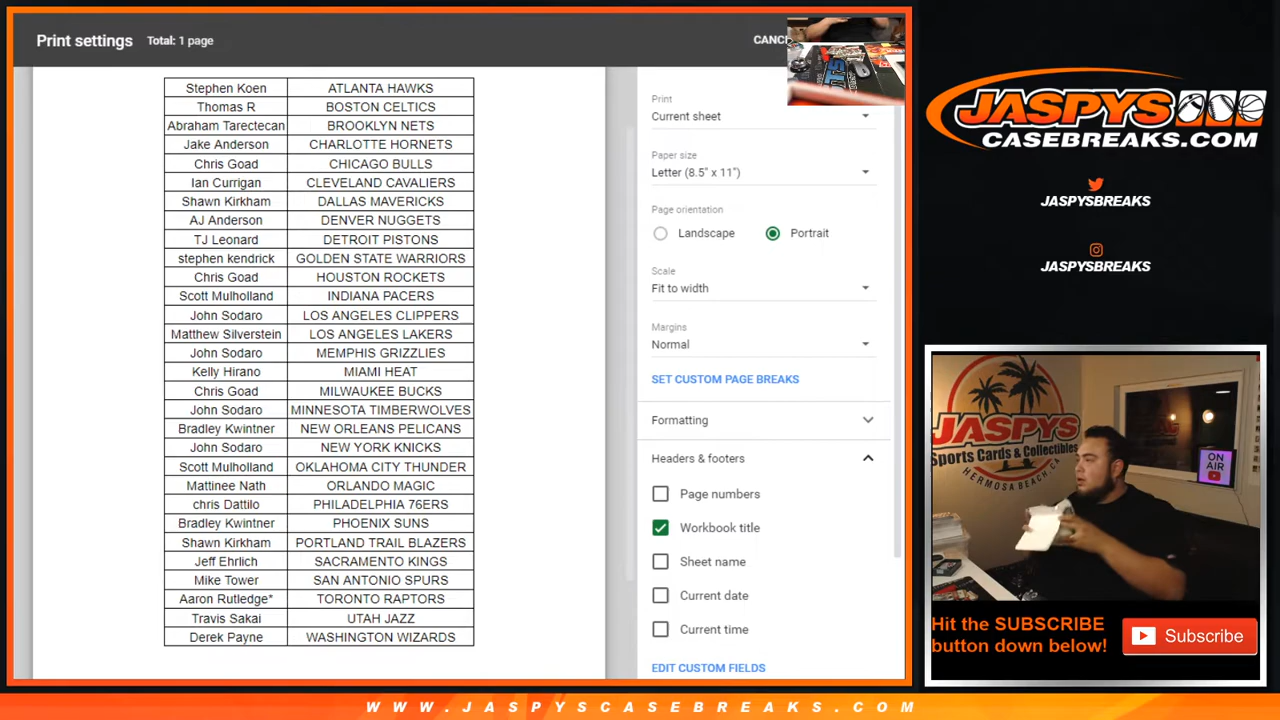 Print settings Total: 1 page CANC
Stephen Koen ATLANTA HAWKS
Thomas R BOSTON CELTICS
Abraham Tarectecan BROOKLYN NETS
Jake Anderson CHARLOTTE HORNETS
Chris Goad CHICAGO BULLS
Ian Currigan CLEVELAND CAVALIERS
Shawn Kirkham DALLAS MAVERICKS
AJ Anderson DENVER NUGGETS
TJ Leonard DETROIT PISTONS
stephen kendrick GOLDEN STATE WARRIORS
Chris Goad HOUSTON ROCKETS
Scott Mulholland INDIANA PACERS
John Sodaro LOS ANGELES CLIPPERS
Matthew Silverstein LOS ANGELES LAKERS
John Sodaro MEMPHIS GRIZZLIES
Kelly Hirano MIAMI HEAT
Chris Goad MILWAUKEE BUCKS
John Sodaro MINNESOTA TIMBERWOLVES
Bradley Kwintner NEW ORLEANS PELICANS
John Sodaro NEW YORK KNICKS
Scott Mulholland OKLAHOMA CITY THUNDER
Mattinee Nath ORLANDO MAGIC
chris Dattilo PHILADELPHIA 76ERS
Bradley Kwintner PHOENIX SUNS
Shawn Kirkham PORTLAND TRAIL BLAZERS
Jeff Ehrlich SACRAMENTO KINGS
Mike Tower SAN ANTONIO SPURS
Aaron Rutledge* TORONTO RAPTORS
Travis Sakai UTAH JAZZ
Derek Payne WASHINGTON WIZARDS
Print
Current sheet
Paper size
Letter (8.5" x 11")
Page orientation
Landscape Portrait
Scale
Fit to width
Margins
Normal
SET CUSTOM PAGE BREAKS
Formatting
Headers & footers
Page numbers
Workbook title
Sheet name
Current date
Current time
EDIT CUSTOM FIELDS
JASPYS
CASEBREAKS.COM
JASPYSBREAKS
JASPYSBREAKS
JASPYS
Sports Cards & Collectibles
HERMOSA BEACH, CA
ON
AIR
Hit the SUBSCRIBE
button down below!
Subscribe
WWW.JASPYSCASEBREAKS.COM